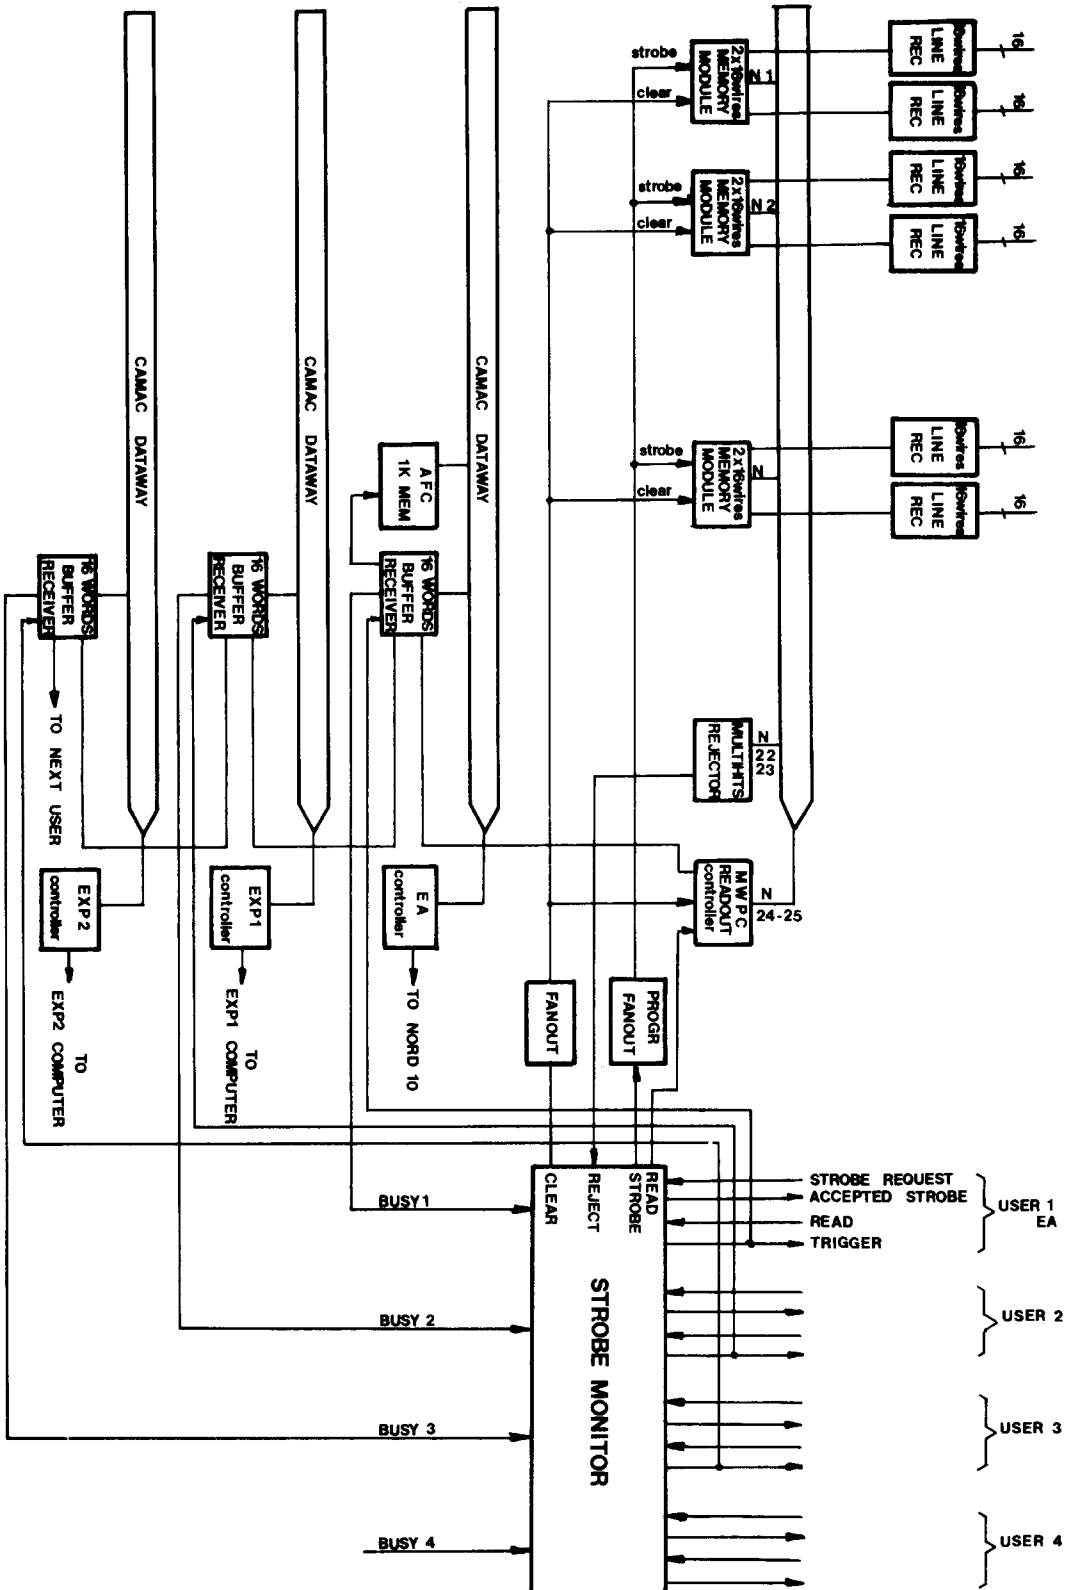 16
16wires
LINE
REC
16
16wires
LINE
REC
16
16wires
LINE
REC
16
16wires
LINE
REC
16
16wires
LINE
REC
16
16wires
LINE
REC
strobe
clear
2x16wires
MEMORY
MODULE
N 1
strobe
clear
2x16wires
MEMORY
MODULE
N 2
strobe
clear
2x16wires
MEMORY
MODULE
N
CAMAC DATAWAY
CAMAC DATAWAY
CAMAC DATAWAY
AFC
1K MEM
16 WORDS
BUFFER
RECEIVER
16 WORDS
BUFFER
RECEIVER
16 WORDS
BUFFER
RECEIVER
TO NEXT USER
MULTIHITS
REJECTOR
N
22
23
MWPC
READOUT
controller
N
24-25
EXP2
controller
EXP1
controller
EA
controller
TO
EXP2 COMPUTER
TO
EXP1 COMPUTER
TO NORD 10
FANOUT
PROGR
FANOUT
READ
STROBE
REJECT
CLEAR
STROBE MONITOR
BUSY 1
BUSY 2
BUSY 3
BUSY 4
STROBE REQUEST
ACCEPTED STROBE
READ
TRIGGER
USER 1
EA
USER 2
USER 3
USER 4